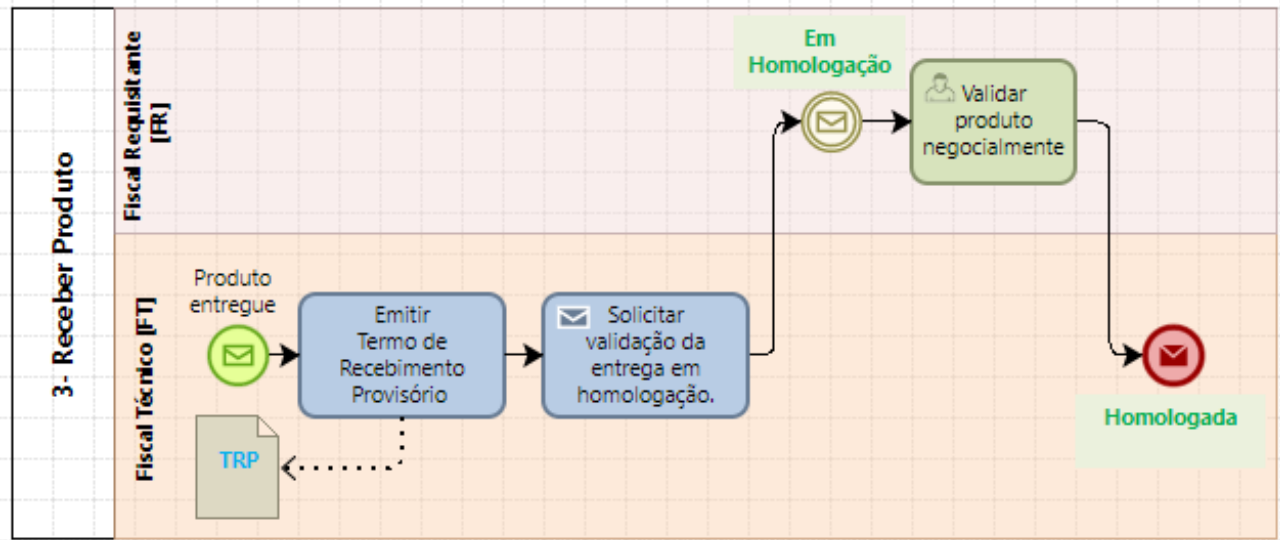 3- Receber Produto
Fiscal Requisitante
[FR]
Em
Homologação
Validar
produto
negocialmente
Fiscal Técnico [FT]
Produto
entregue
Emitir
Termo de
Recebimento
Provisório
Solicitar
validação da
entrega em
homologação.
TRP
Homologada